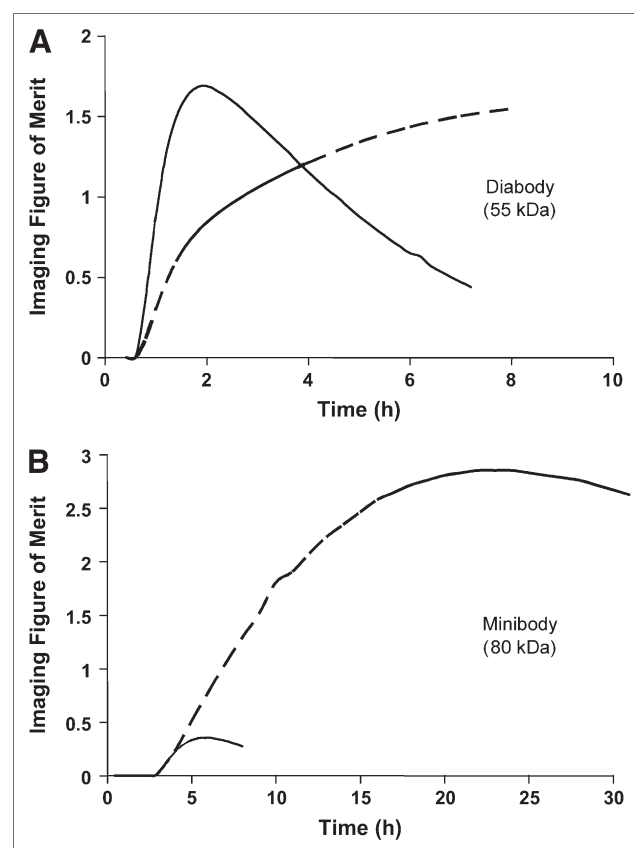 A
2
1.5
1
0.5
0
Imaging Figure of Merit
Diabody
(55 kDa)
0 2 4 6 8 10
Time (h)
B
3
2.5
2
1.5
1
0.5
0
Imaging Figure of Merit
Minibody
(80 kDa)
0 5 10 15 20 25 30
Time (h)